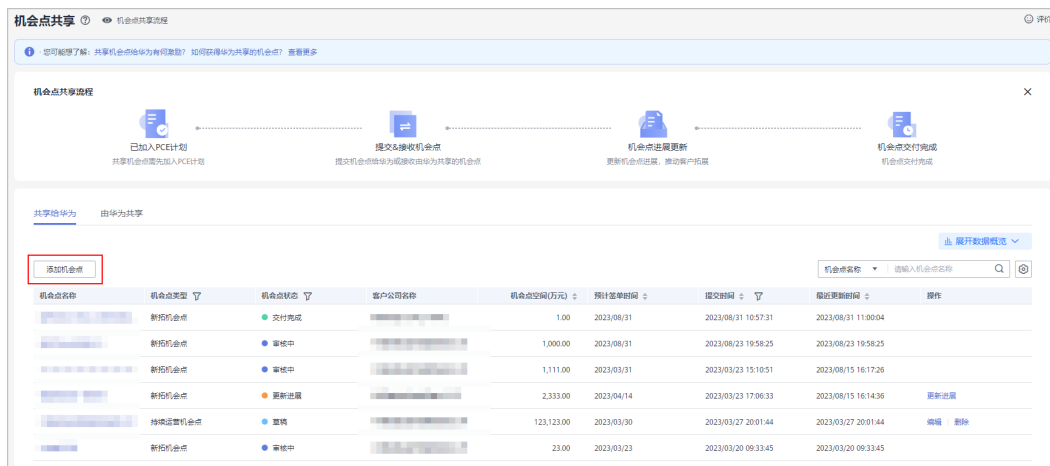 机会点共享 机会点共享流程 评价
您可能想了解：共享机会点给华为有何激励？ 如何获得华为共享的机会点？ 查看更多
机会点共享流程
已加入PCE计划 提交&接收机会点 机会点进展更新 机会点交付完成
共享机会点需先加入PCE计划 提交机会点给华为或接收由华为共享的机会点 更新机会点进展，推动客户拓展 机会点交付完成
共享给华为 由华为共享
展开数据概览
添加机会点 机会点名称 请输入机会点名称
机会点名称 机会点类型 机会点状态 客户公司名称 机会点空间(万元) 预计签单时间 提交时间 最近更新时间 操作
新拓机会点 交付完成 1.00 2023/08/31 2023/08/31 10:57:31 2023/08/31 11:00:04
新拓机会点 审核中 1,000.00 2023/08/31 2023/08/23 19:58:25 2023/08/23 19:58:25
新拓机会点 审核中 1,111.00 2023/03/31 2023/03/23 15:10:51 2023/08/15 16:17:26
新拓机会点 更新进展 2,333.00 2023/04/14 2023/03/23 17:06:33 2023/08/15 16:14:36 更新进展
持续运营机会点 草稿 123,123.00 2023/03/30 2023/03/27 20:01:44 2023/03/27 20:01:44 编辑 删除
新拓机会点 审核中 23.00 2023/03/23 2023/03/20 09:33:45 2023/03/20 09:33:45